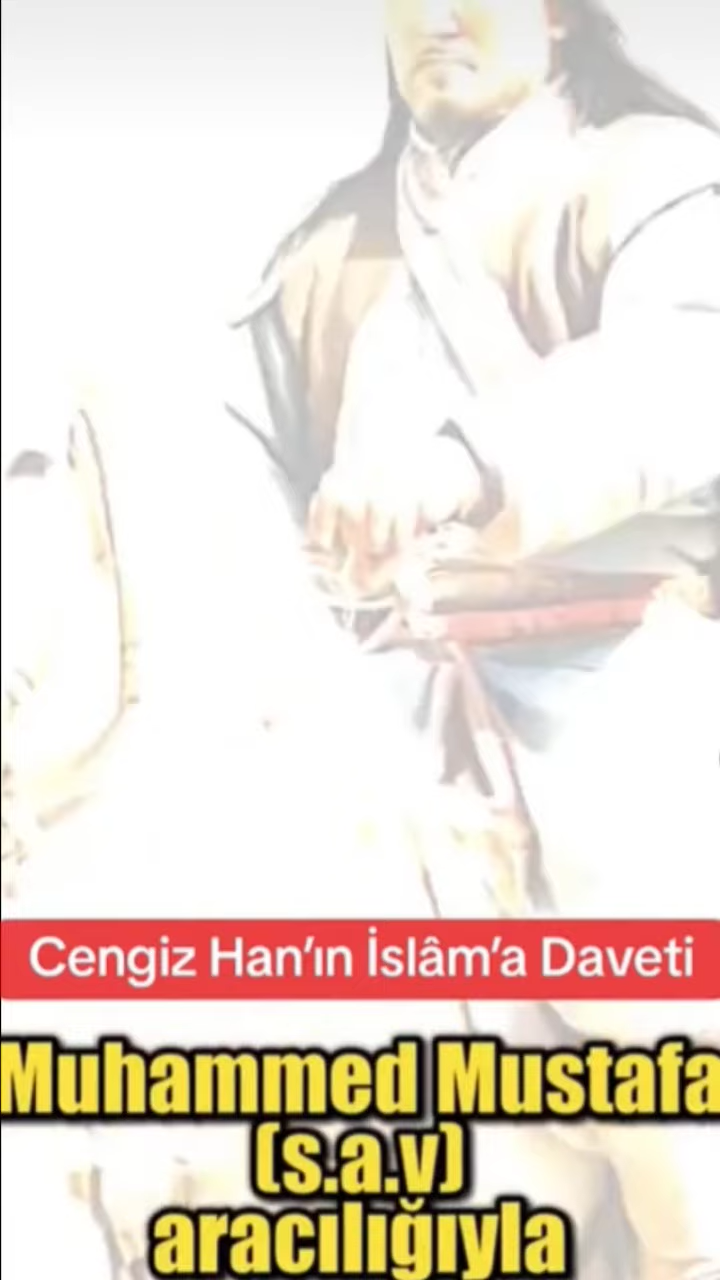 Cengiz Han’ın İslâm’a Daveti
Muhammed Mustafa
(s.a.v)
aracılığıyla